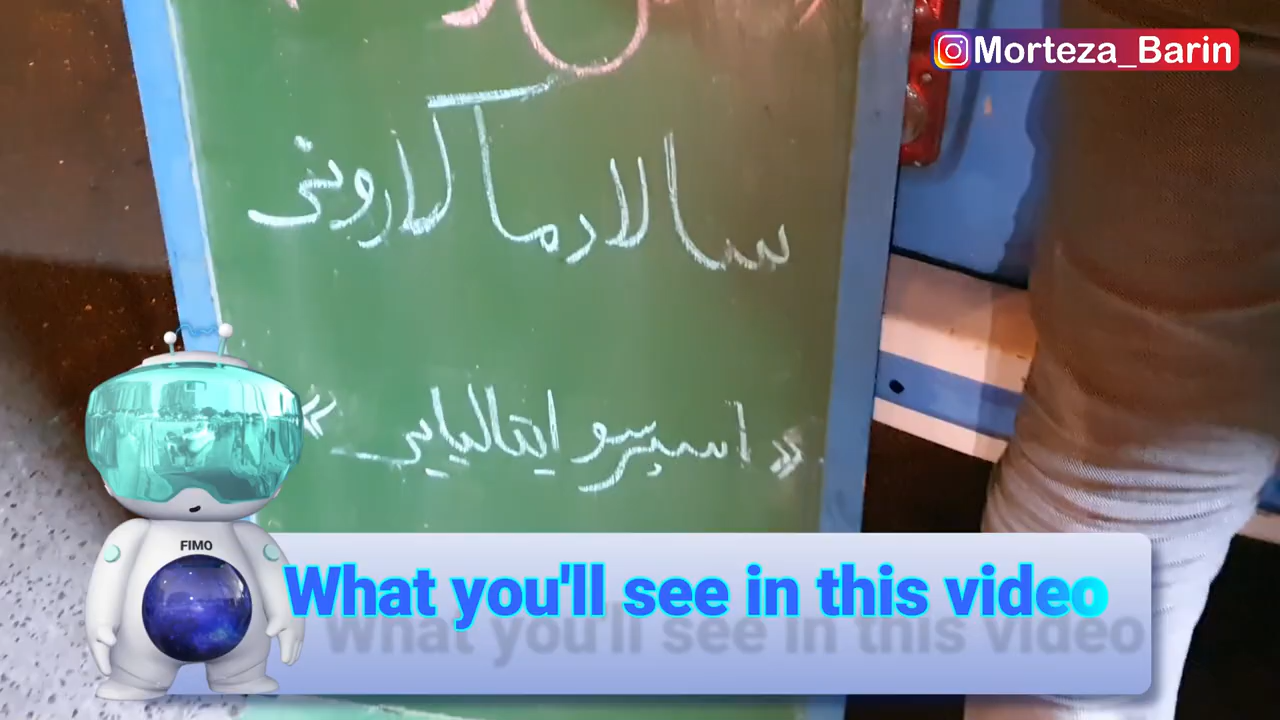 Morteza_Barin
سالاد ماکارونی
«اسپرسو ایتالیایی»
FIMO
What you'll see in this video